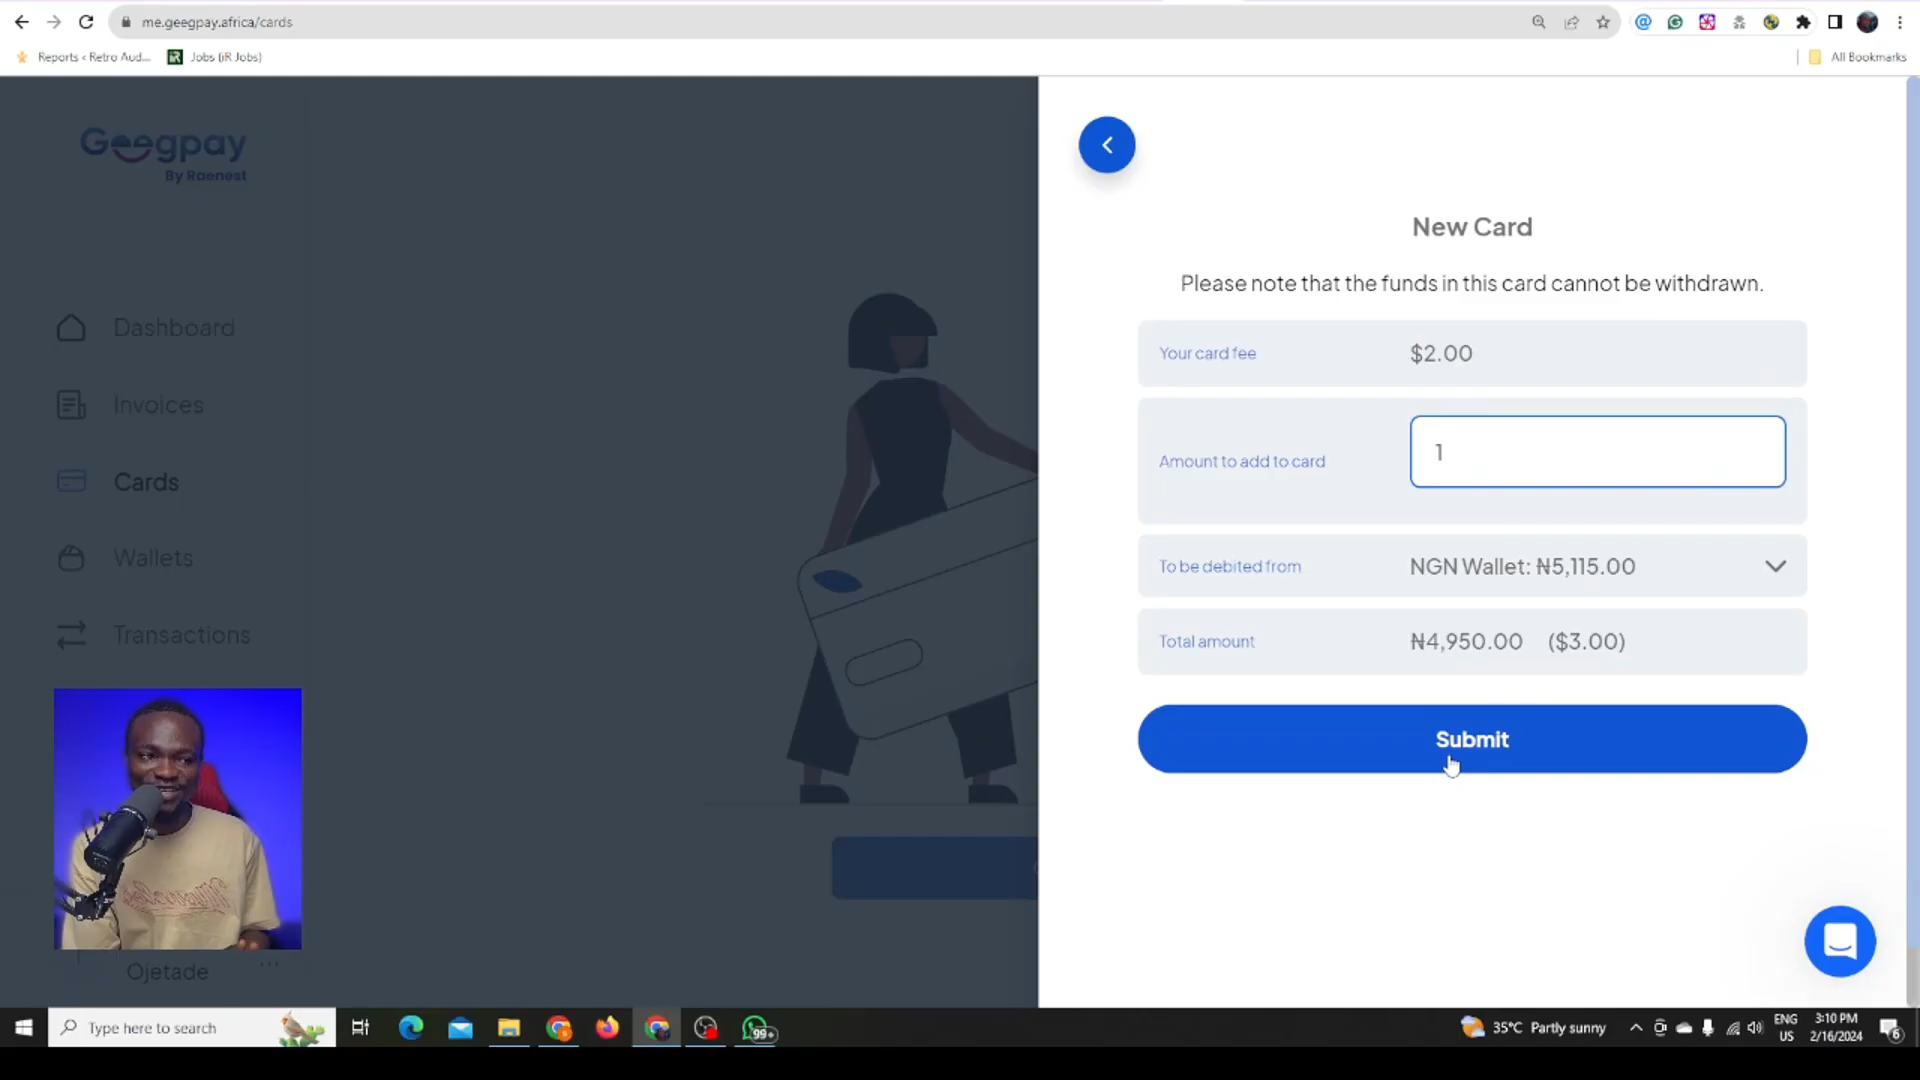 me.geegpay.africa/cards
Reports ‹ Retro Aud...
Jobs (iR Jobs)
All Bookmarks
Geegpay
By Raenest
Dashboard
Invoices
Cards
Wallets
Transactions
Ojetade
...
New Card
Please note that the funds in this card cannot be withdrawn.
Your card fee $2.00
Amount to add to card 1
To be debited from NGN Wallet: ₦5,115.00
Total amount ₦4,950.00 ($3.00)
Submit
Type here to search
99+
35°C Partly sunny
ENG
US
3:10 PM
2/16/2024
6